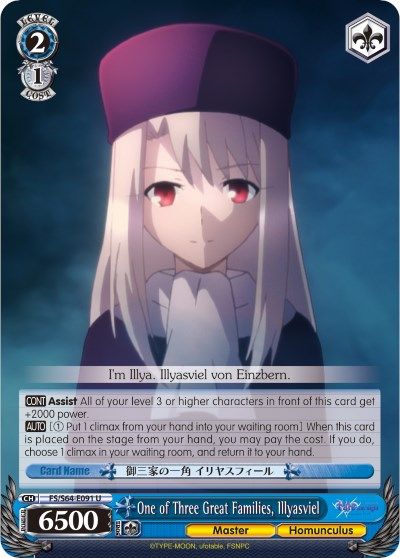 LEVEL
2
1
COST
I'm Illya. Illyasviel von Einzbern.
CONT Assist All of your level 3 or higher characters in front of this card get
+2000 power.
AUTO [① Put 1 climax from your hand into your waiting room] When this card
is placed on the stage from your hand, you may pay the cost. If you do,
choose 1 climax in your waiting room, and return it to your hand.
Card Name 御三家の一角 イリヤスフィール
CH FS/S64-E091 U
POWER 6500 One of Three Great Families, Illyasviel
Master Homunculus
©TYPE-MOON, ufotable, FSNPC